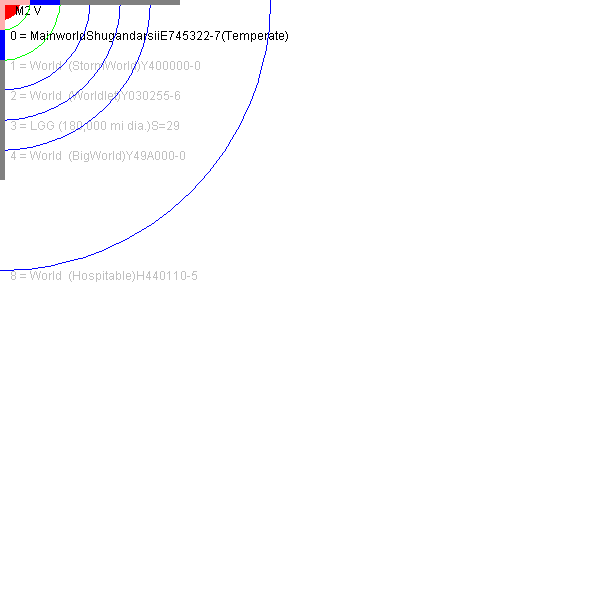 M2 V
0 = MainworldShugandarsiiE745322-7(Temperate)
1 = World (StormWorld)Y400000-0
2 = World (Worldlet)Y030255-6
3 = LGG (180,000 mi dia.)S=29
4 = World (BigWorld)Y49A000-0
8 = World (Hospitable)H440110-5